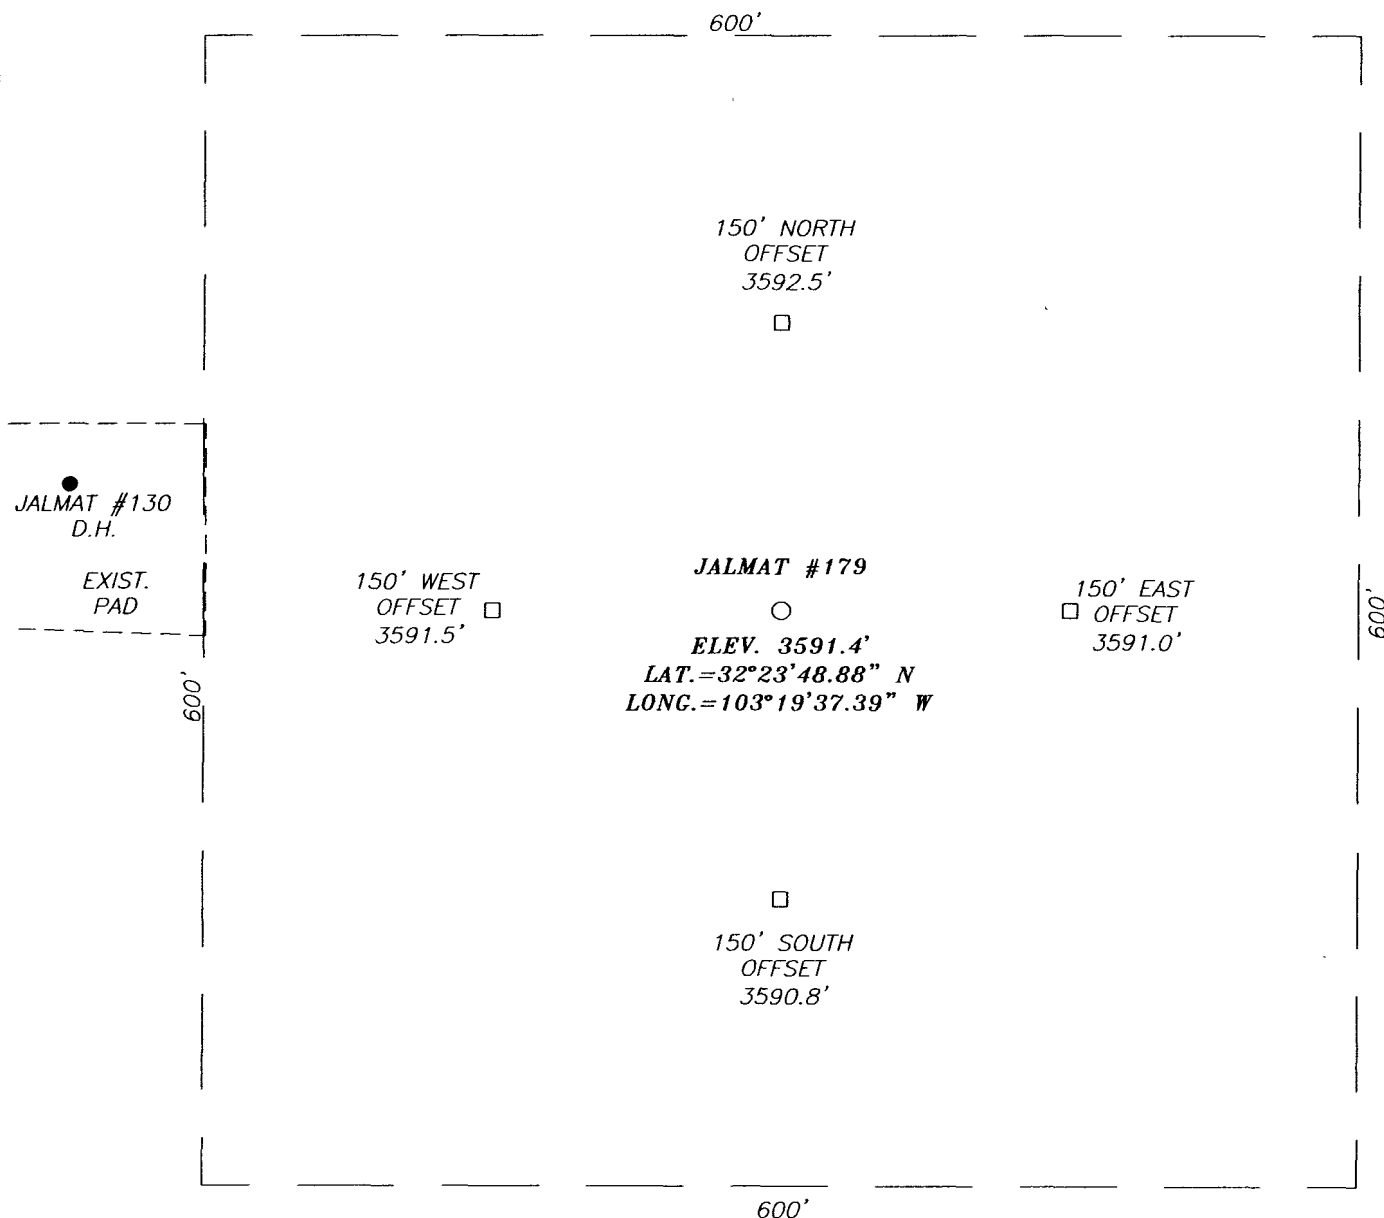 600'
150' NORTH
OFFSET
3592.5'
JALMAT #130
D.H.
EXIST.
PAD
150' WEST
OFFSET
3591.5'
JALMAT #179
ELEV. 3591.4'
LAT.=32°23'48.88" N
LONG.=103°19'37.39" W
150' EAST
OFFSET
3591.0'
600'
600'
150' SOUTH
OFFSET
3590.8'
600'